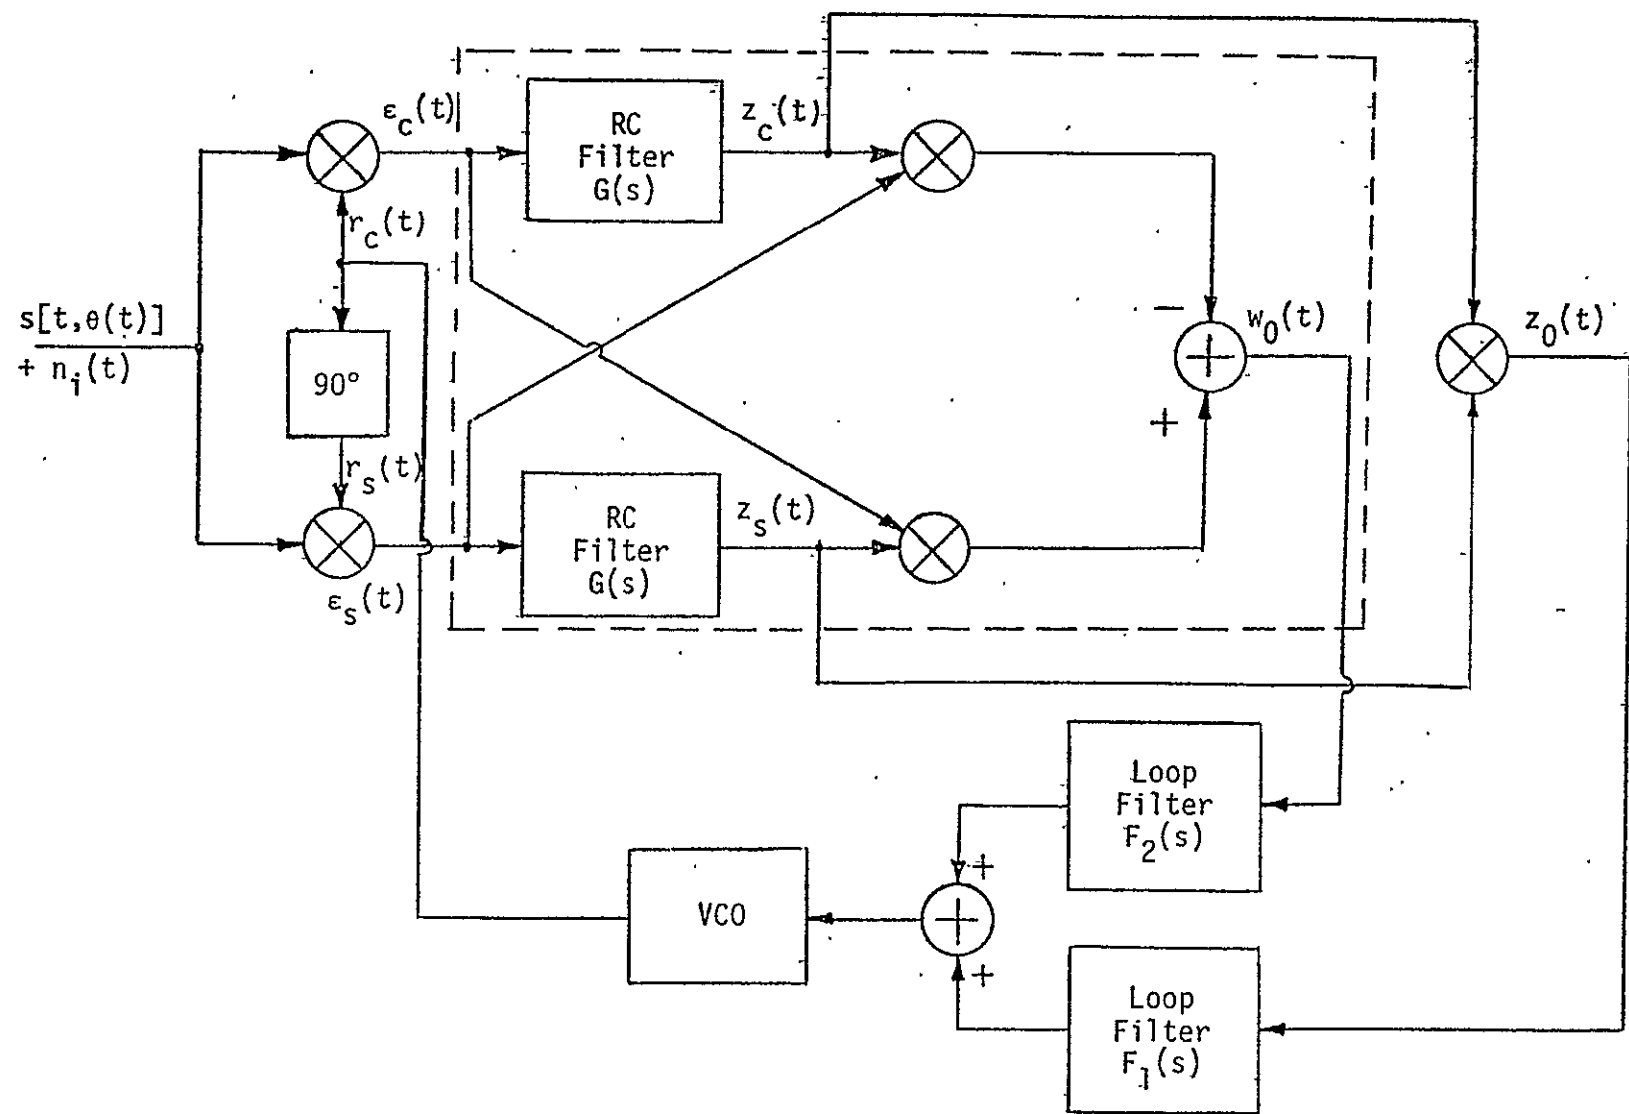 ε_c(t)
RC
Filter
G(s)
z_c(t)
r_c(t)
s[t,θ(t)]
+ n_i(t)
90°
r_s(t)
ε_s(t)
RC
Filter
G(s)
z_s(t)
−
+
w_0(t)
z_0(t)
Loop
Filter
F_2(s)
+
+
VCO
Loop
Filter
F_1(s)